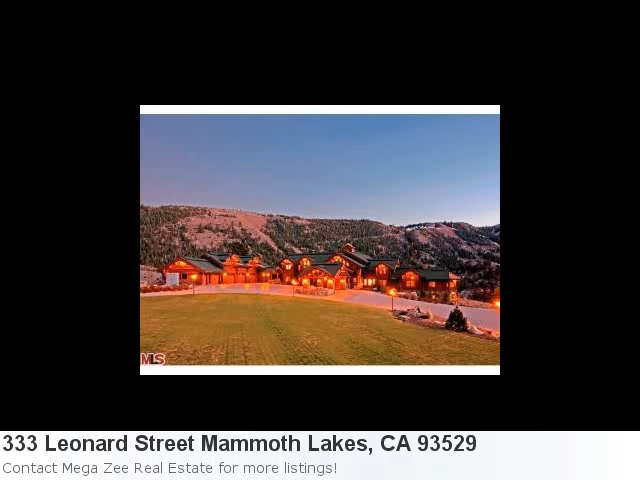 MLS
333 Leonard Street Mammoth Lakes, CA 93529
Contact Mega Zee Real Estate for more listings!